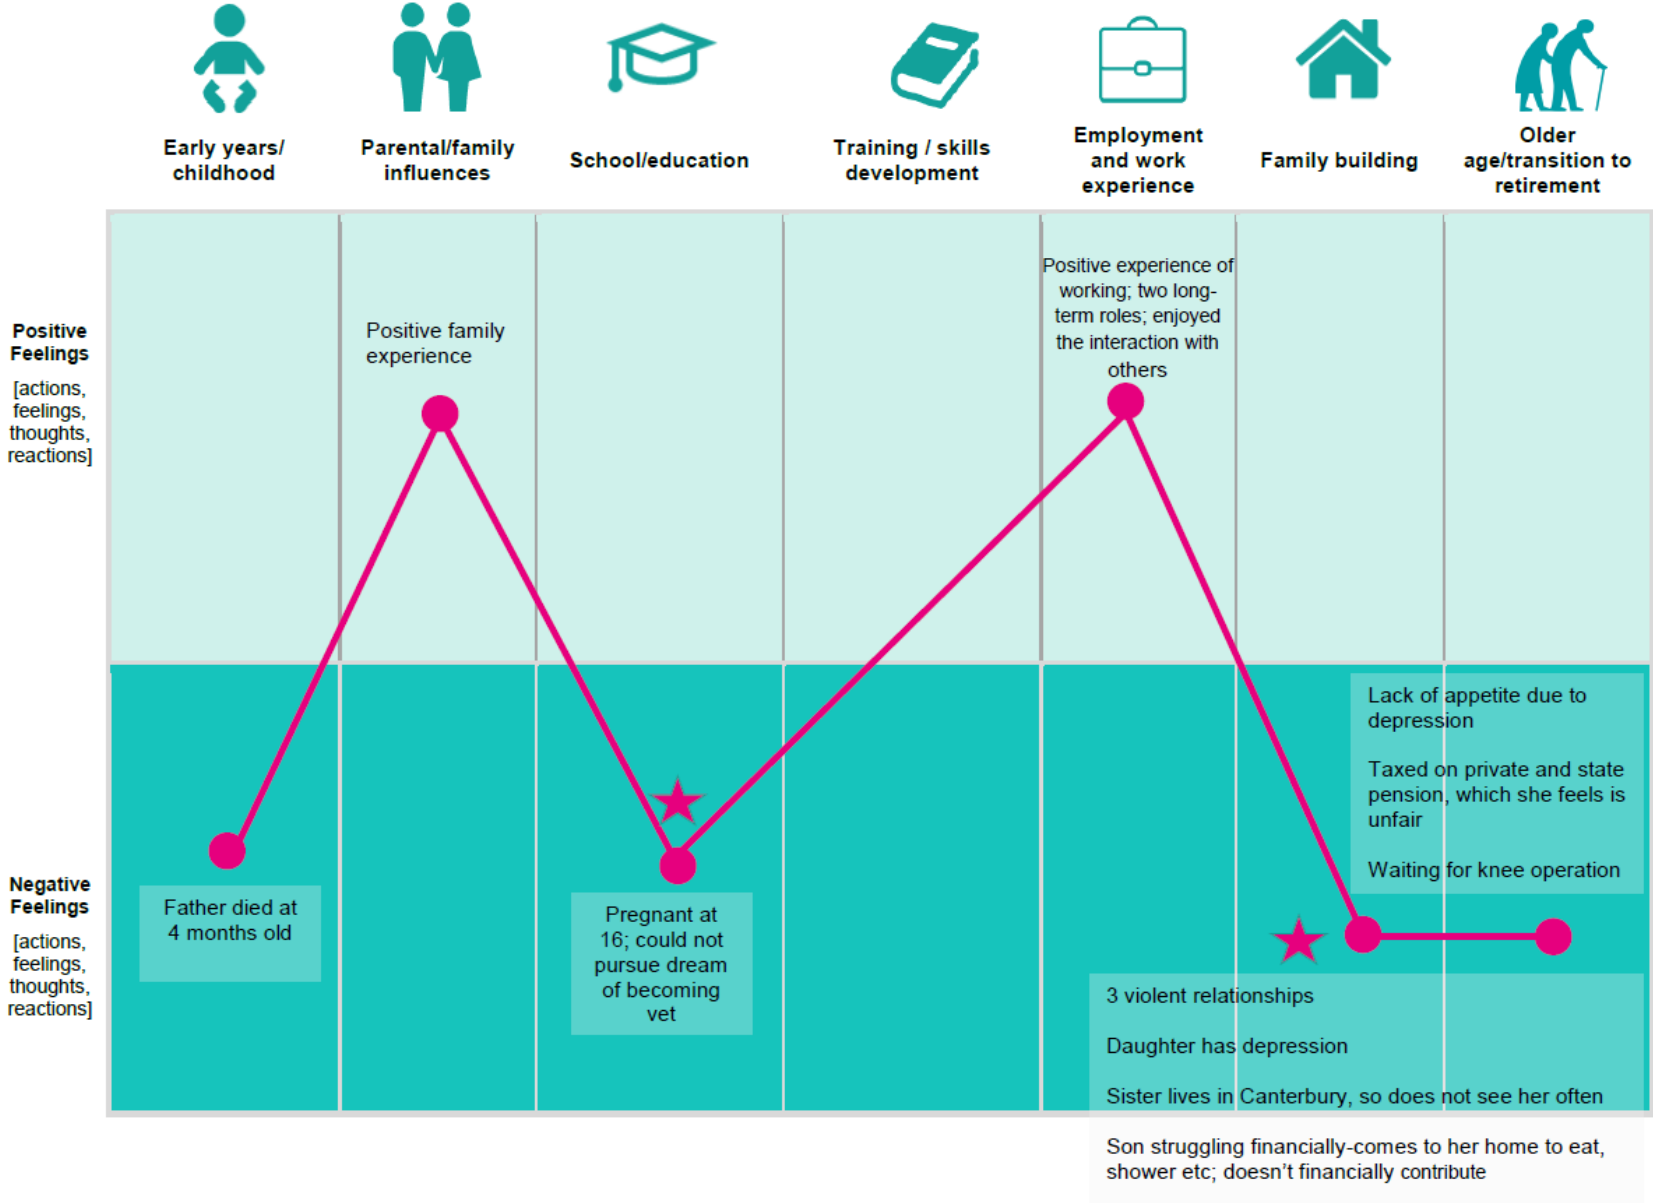 Early years/
childhood
Parental/family
influences
School/education
Training / skills
development
Employment
and work
experience
Family building
Older
age/transition to
retirement
Positive
Feelings
[actions,
feelings,
thoughts,
reactions]
Positive family
experience
Positive experience of
working; two long-
term roles; enjoyed
the interaction with
others
Negative
Feelings
[actions,
feelings,
thoughts,
reactions]
Father died at
4 months old
Pregnant at
16; could not
pursue dream
of becoming
vet
Lack of appetite due to
depression
Taxed on private and state
pension, which she feels is
unfair
Waiting for knee operation
3 violent relationships
Daughter has depression
Sister lives in Canterbury, so does not see her often
Son struggling financially-comes to her home to eat,
shower etc; doesn't financially contribute